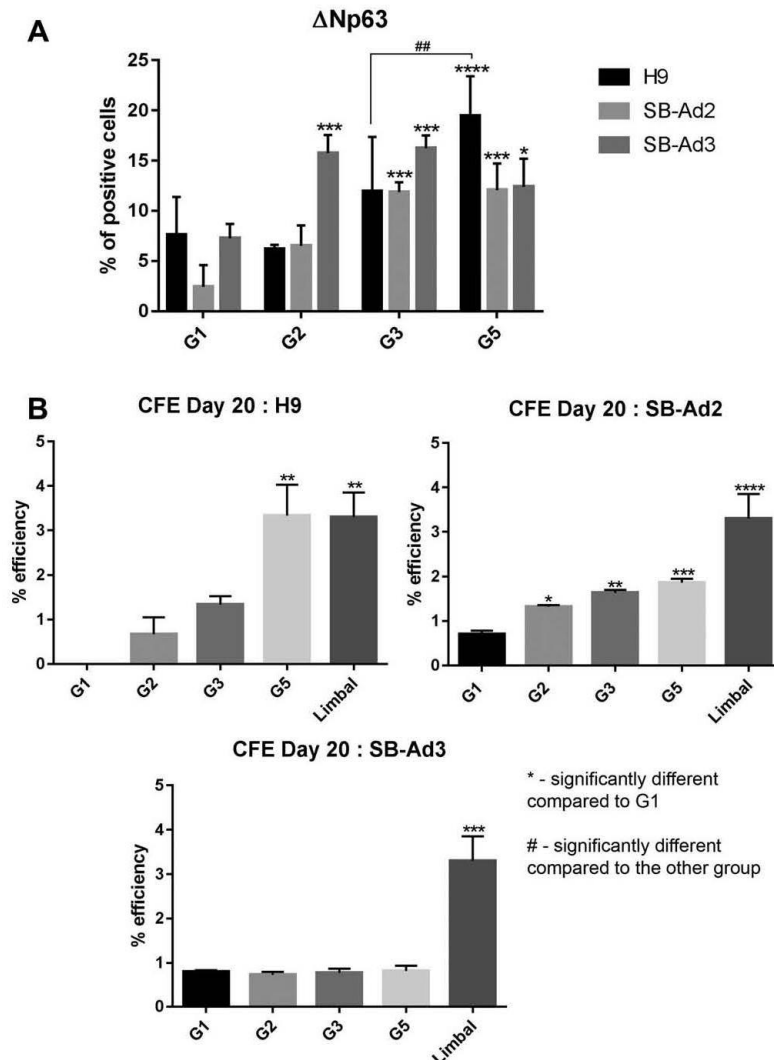 A
ΔNp63
##
****
***
***
***
***
*
25
20
15
10
5
0
% of positive cells
G1
G2
G3
G5
H9
SB-Ad2
SB-Ad3
B
CFE Day 20 : H9
5
4
3
2
1
0
% efficiency
**
**
G1
G2
G3
G5
Limbal
CFE Day 20 : SB-Ad2
5
4
3
2
1
0
% efficiency
*
**
***
****
G1
G2
G3
G5
Limbal
CFE Day 20 : SB-Ad3
5
4
3
2
1
0
% efficiency
***
G1
G2
G3
G5
Limbal
* - significantly different
compared to G1
# - significantly different
compared to the other group